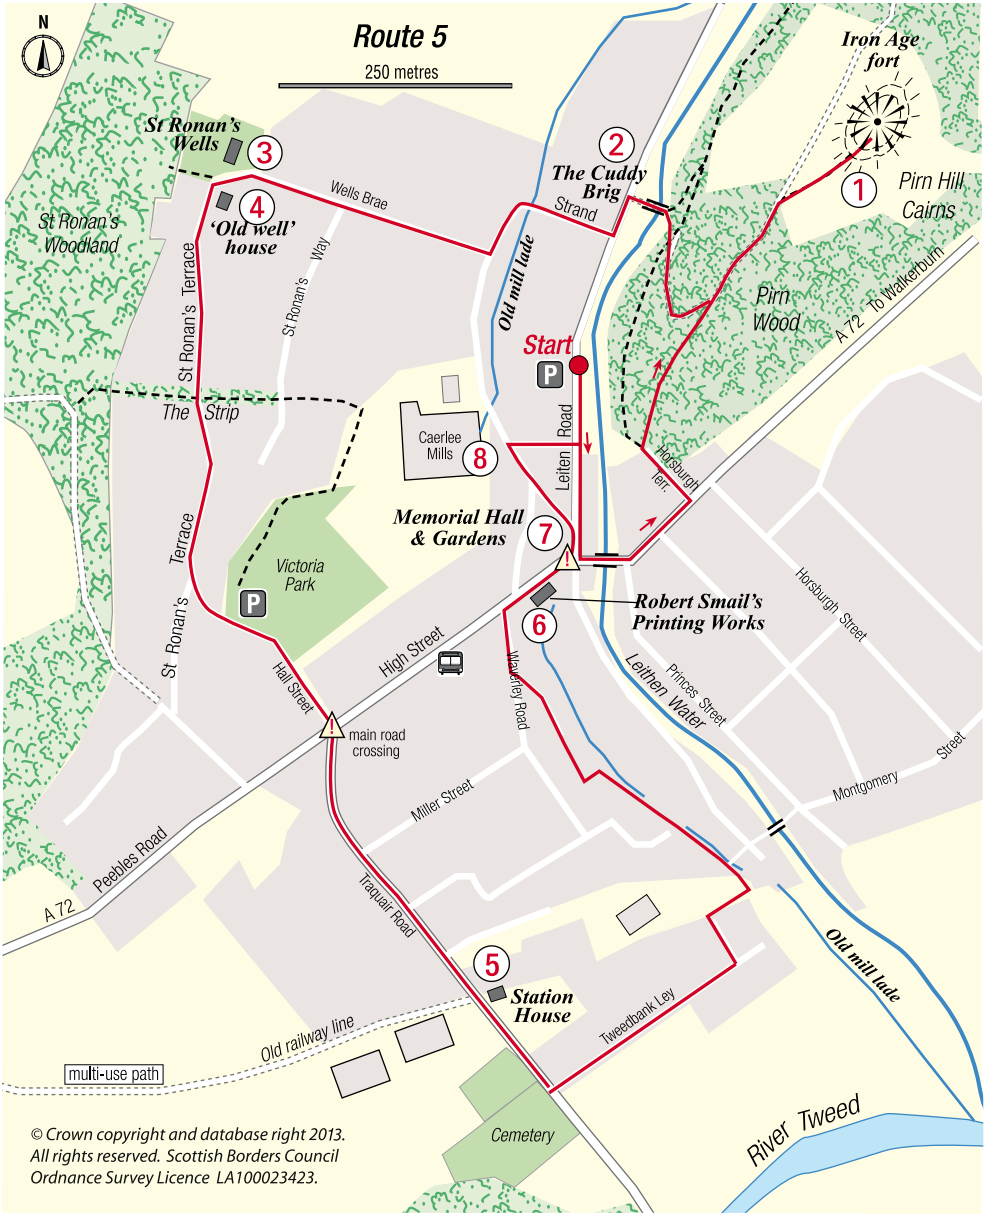 N
Route 5
250 metres
Iron Age
fort
St Ronan's
Wells
3
2
The Cuddy
Brig
1
Pirn Hill
Cairns
Wells Brae
4
'Old well'
house
Strand
St Ronan's
Woodland
St Ronan's Terrace
St Ronan's Way
Old mill lade
Pirn
Wood
A 72 To Walkerburn
Start
P
The Strip
Leiten Road
Caerlee
Mills
8
Horsburgh
Terr.
Memorial Hall
& Gardens
7
!
Victoria
Park
P
St Ronan's Terrace
Robert Smail's
Printing Works
6
Horsburgh Street
High Street
Waverley Road
Leithen Water
Princes Street
Hall Street
!
main road
crossing
Montgomery Street
Miller Street
Peebles Road
A 72
Traquair Road
5
Station
House
Old mill lade
Tweedbank Ley
Old railway line
multi-use path
Cemetery
River Tweed
© Crown copyright and database right 2013.
All rights reserved. Scottish Borders Council
Ordnance Survey Licence LA100023423.